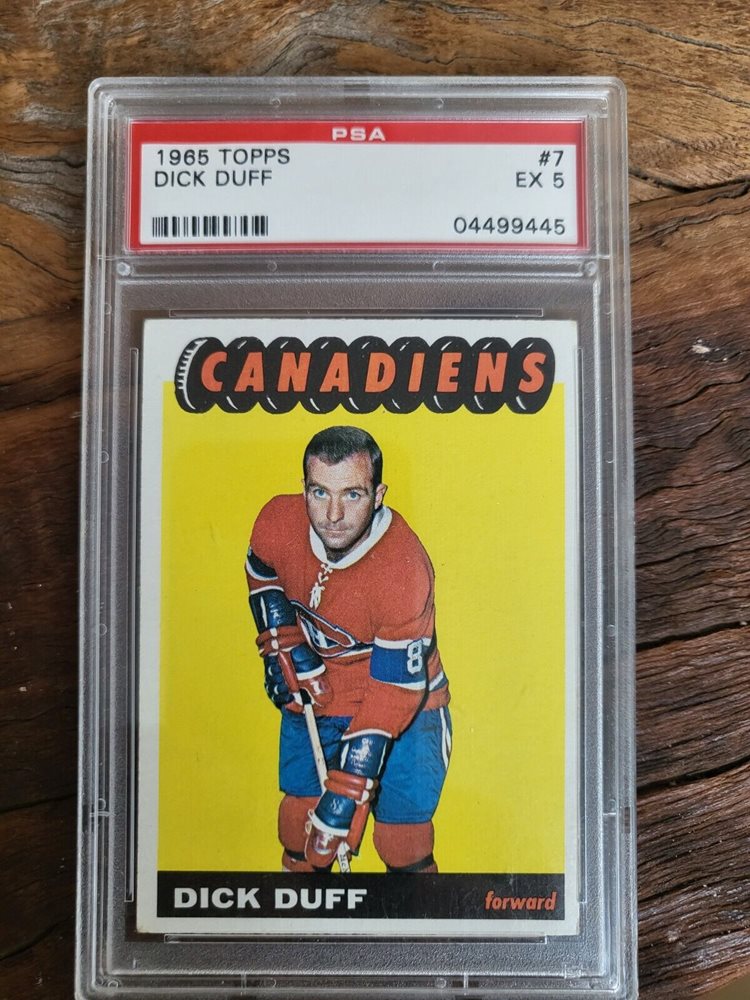 PSA
1965 TOPPS #7
DICK DUFF EX 5
04499445
CANADIENS
8
DICK DUFF forward